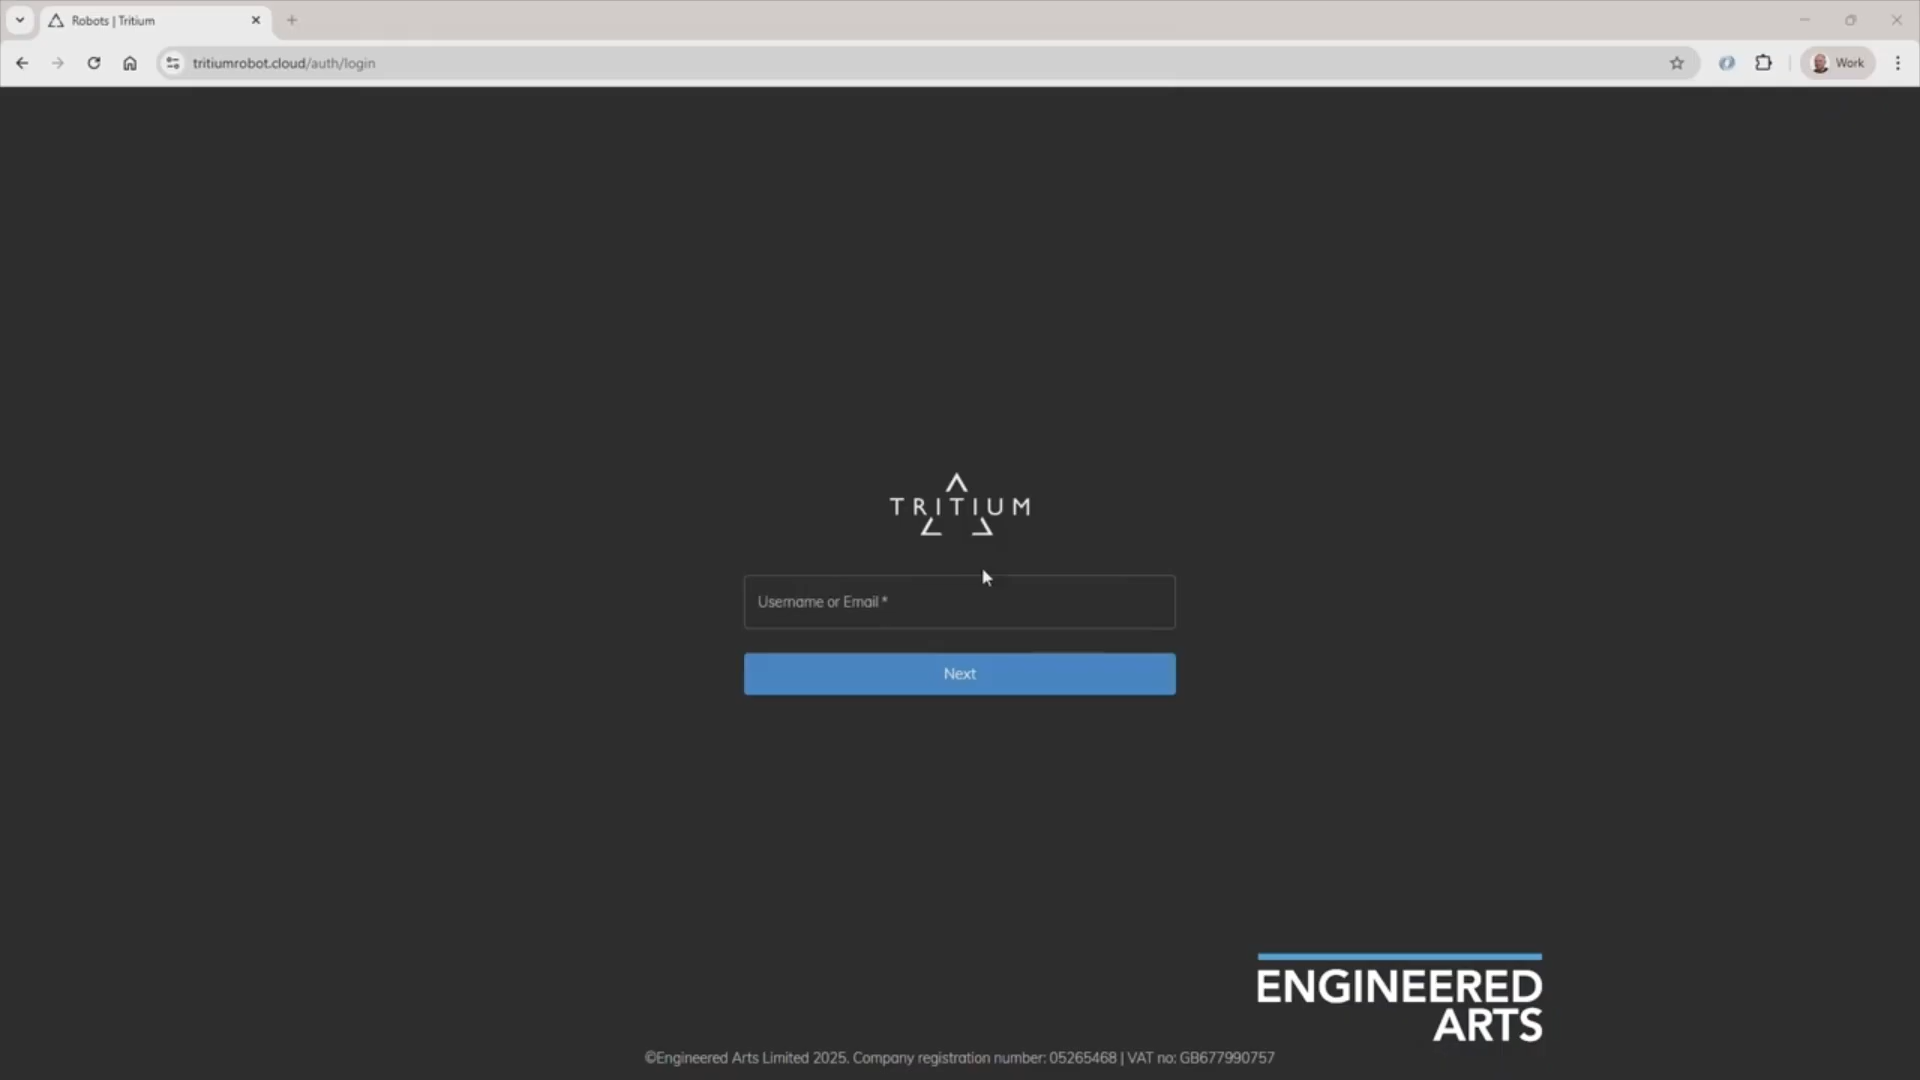 Robots | Tritium
tritiumrobot.cloud/auth/login
Work
TRITIUM
Username or Email *
Next
ENGINEERED
ARTS
©Engineered Arts Limited 2025. Company registration number: 05265468 | VAT no: GB677990757